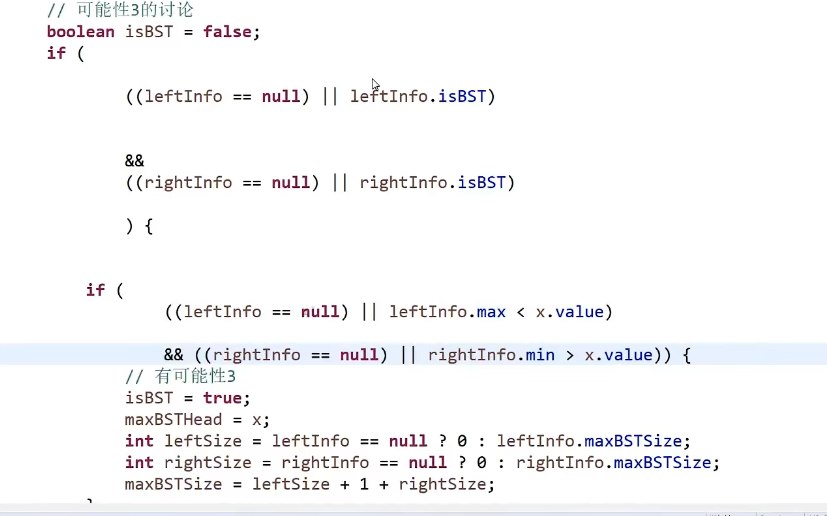 // 可能性3的讨论
boolean isBST = false;
if (
((leftInfo == null) || leftInfo.isBST)
&&
((rightInfo == null) || rightInfo.isBST)
) {
if (
((leftInfo == null) || leftInfo.max < x.value)
&& ((rightInfo == null) || rightInfo.min > x.value)) {
// 有可能性3
isBST = true;
maxBSTHead = x;
int leftSize = leftInfo == null ? 0 : leftInfo.maxBSTSize;
int rightSize = rightInfo == null ? 0 : rightInfo.maxBSTSize;
maxBSTSize = leftSize + 1 + rightSize;